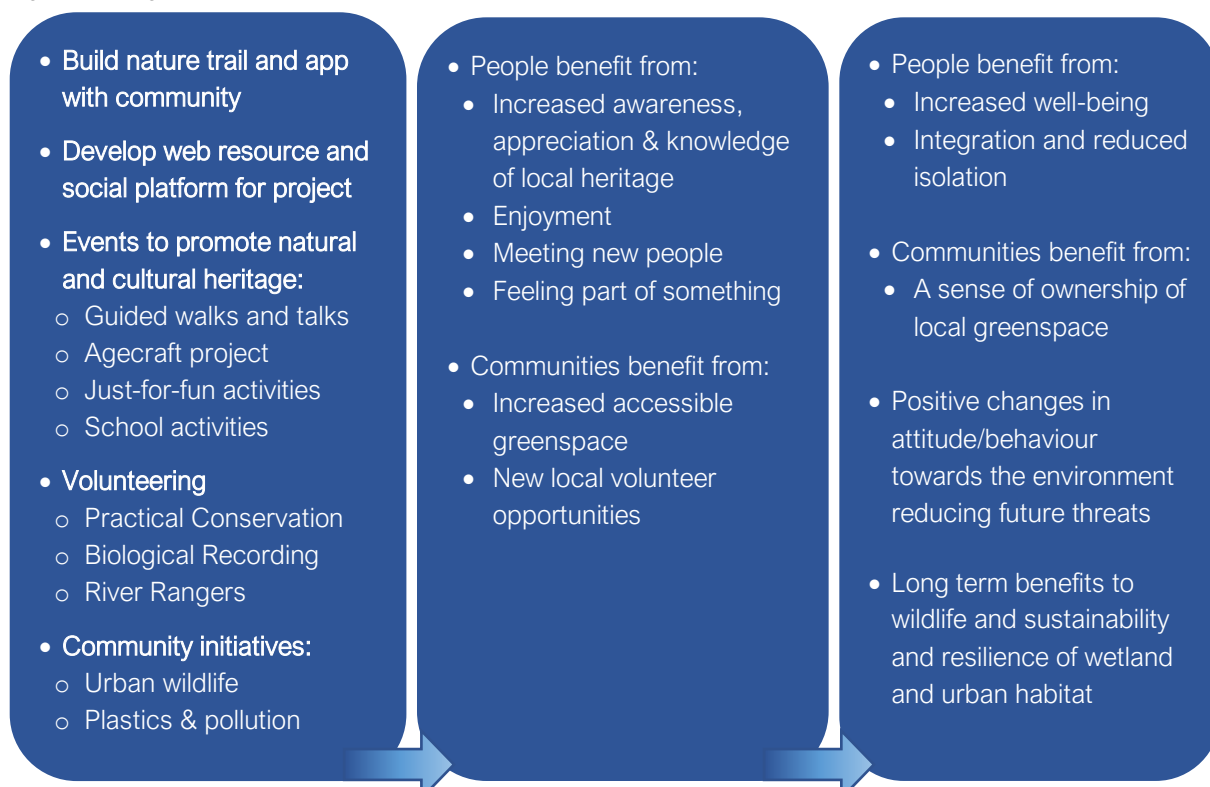 • Build nature trail and app
with community
• Develop web resource and
social platform for project
• Events to promote natural
and cultural heritage:
o Guided walks and talks
o Agecraft project
o Just-for-fun activities
o School activities
• Volunteering
o Practical Conservation
o Biological Recording
o River Rangers
• Community initiatives:
o Urban wildlife
o Plastics & pollution
• People benefit from:
• Increased awareness,
appreciation & knowledge
of local heritage
• Enjoyment
• Meeting new people
• Feeling part of something
• Communities benefit from:
• Increased accessible
greenspace
• New local volunteer
opportunities
• People benefit from:
• Increased well-being
• Integration and reduced
isolation
• Communities benefit from:
• A sense of ownership of
local greenspace
• Positive changes in
attitude/behaviour
towards the environment
reducing future threats
• Long term benefits to
wildlife and sustainability
and resilience of wetland
and urban habitat